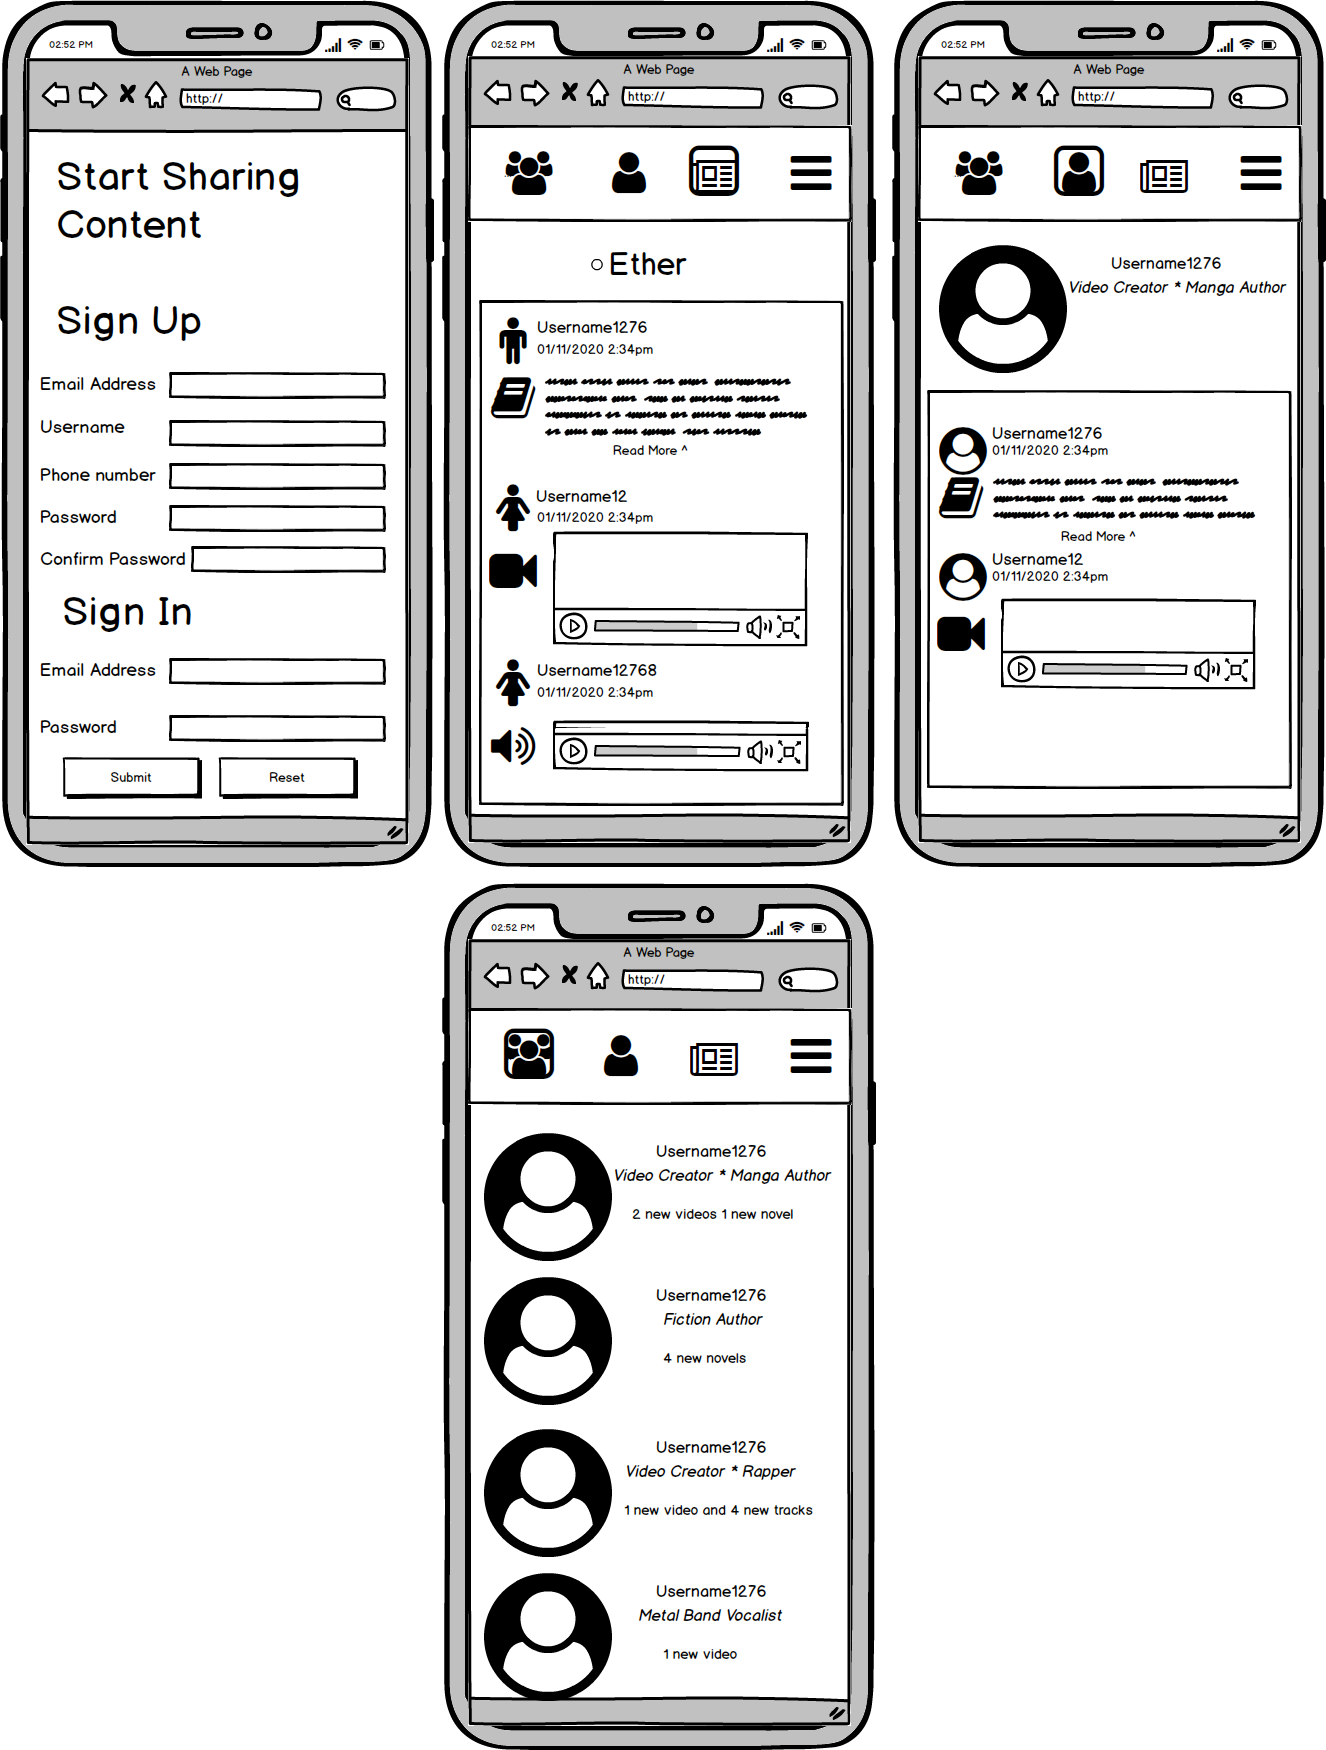 02:52 PM
A Web Page
http://
Start Sharing
Content
Sign Up
Email Address
Username
Phone number
Password
Confirm Password
Sign In
Email Address
Password
Submit
Reset
02:52 PM
A Web Page
http://
Ether
Username1276
01/11/2020 2:34pm
Read More ^
Username12
01/11/2020 2:34pm
Username12768
01/11/2020 2:34pm
02:52 PM
A Web Page
http://
Username1276
Video Creator * Manga Author
Username1276
01/11/2020 2:34pm
Read More ^
Username12
01/11/2020 2:34pm
02:52 PM
A Web Page
http://
Username1276
Video Creator * Manga Author
2 new videos 1 new novel
Username1276
Fiction Author
4 new novels
Username1276
Video Creator * Rapper
1 new video and 4 new tracks
Username1276
Metal Band Vocalist
1 new video